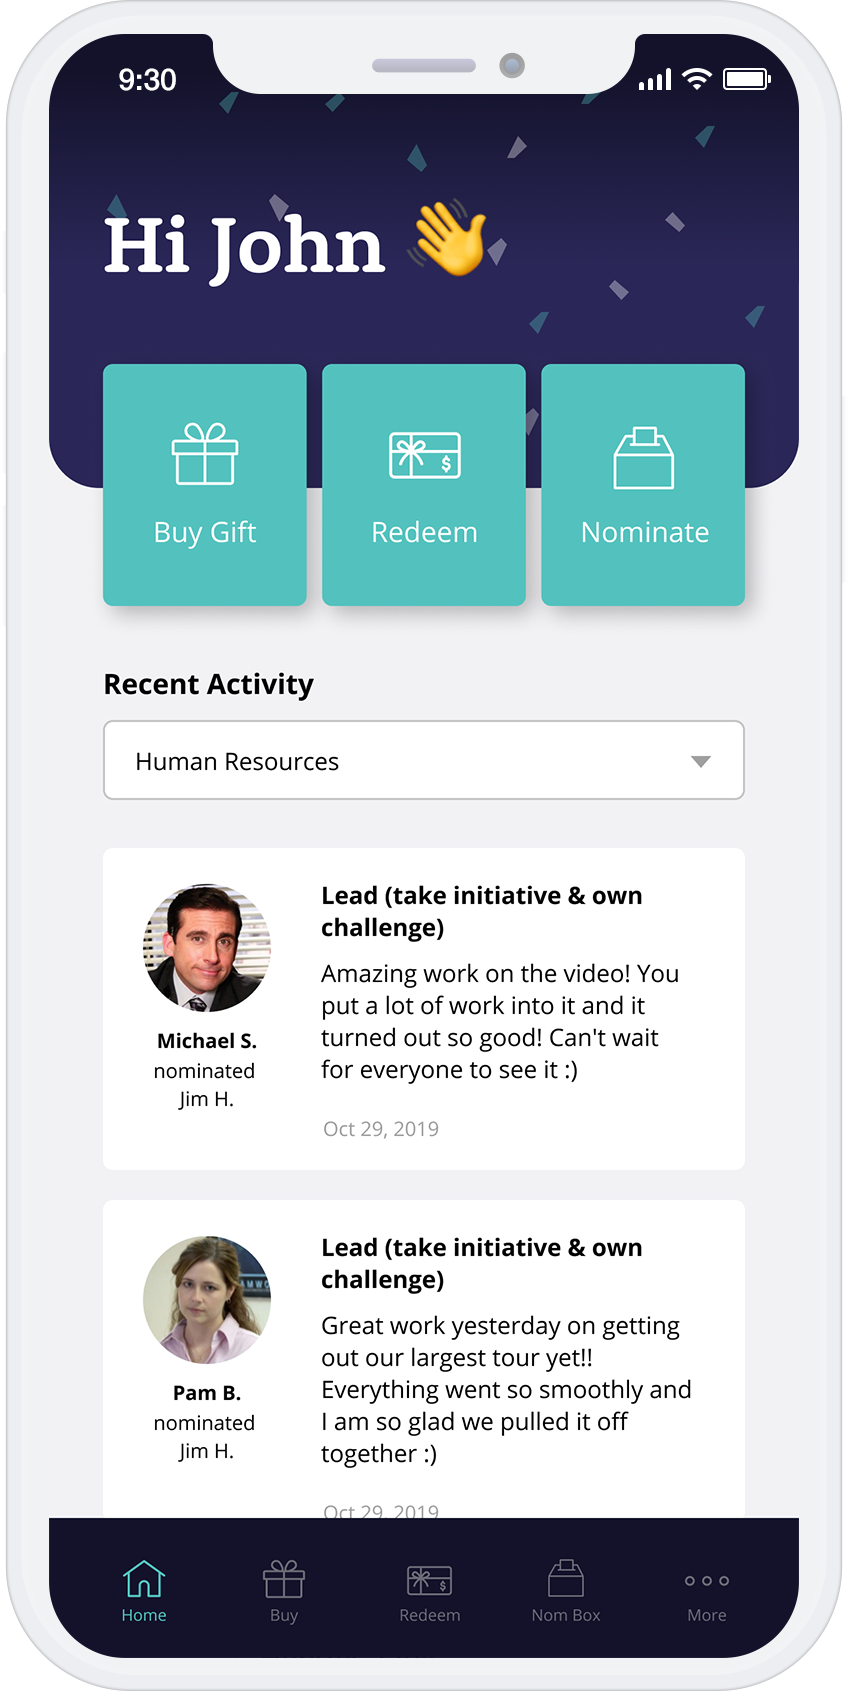 9:30
Hi John 👋
Buy Gift
Redeem
Nominate
Recent Activity
Human Resources
Lead (take initiative & own
challenge)
Amazing work on the video! You
put a lot of work into it and it
turned out so good! Can't wait
for everyone to see it :)
Michael S.
nominated
Jim H.
Oct 29, 2019
Lead (take initiative & own
challenge)
Great work yesterday on getting
out our largest tour yet!!
Everything went so smoothly and
I am so glad we pulled it off
together :)
Pam B.
nominated
Jim H.
Oct 29, 2019
Home
Buy
Redeem
Nom Box
More